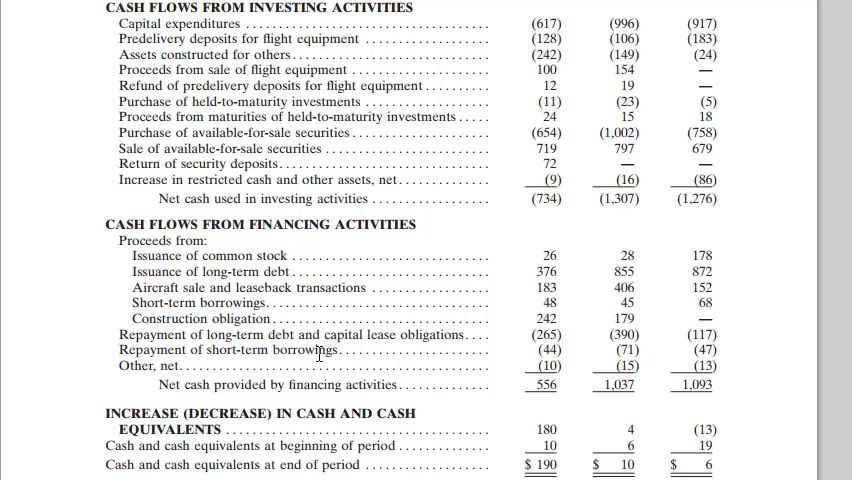 CASH FLOWS FROM INVESTING ACTIVITIES
Capital expenditures .................................. (617) (996) (917)
Predelivery deposits for flight equipment ................. (128) (106) (183)
Assets constructed for others........................... (242) (149) (24)
Proceeds from sale of flight equipment ................... 100 154 —
Refund of predelivery deposits for flight equipment.......... 12 19 —
Purchase of held-to-maturity investments ................. (11) (23) (5)
Proceeds from maturities of held-to-maturity investments..... 24 15 18
Purchase of available-for-sale securities................... (654) (1,002) (758)
Sale of available-for-sale securities ....................... 719 797 679
Return of security deposits............................. 72 — —
Increase in restricted cash and other assets, net............. (9) (16) (86)
Net cash used in investing activities .................. (734) (1,307) (1,276)
CASH FLOWS FROM FINANCING ACTIVITIES
Proceeds from:
Issuance of common stock ............................ 26 28 178
Issuance of long-term debt............................ 376 855 872
Aircraft sale and leaseback transactions ................. 183 406 152
Short-term borrowings............................... 48 45 68
Construction obligation.............................. 242 179 —
Repayment of long-term debt and capital lease obligations.... (265) (390) (117)
Repayment of short-term borrowings..................... (44) (71) (47)
Other, net........................................... (10) (15) (13)
Net cash provided by financing activities.............. 556 1,037 1,093
INCREASE (DECREASE) IN CASH AND CASH
EQUIVALENTS ..................................... 180 4 (13)
Cash and cash equivalents at beginning of period.............. 10 6 19
Cash and cash equivalents at end of period ................. $ 190 $ 10 $ 6